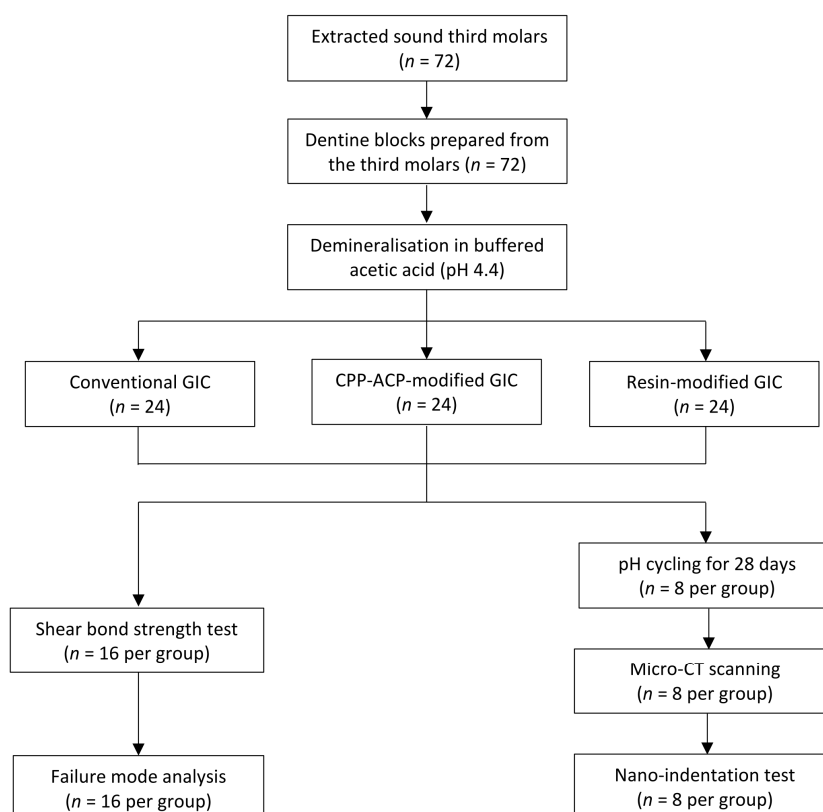 Extracted sound third molars
(n = 72)
Dentine blocks prepared from
the third molars (n = 72)
Demineralisation in buffered
acetic acid (pH 4.4)
Conventional GIC
(n = 24)
CPP-ACP-modified GIC
(n = 24)
Resin-modified GIC
(n = 24)
pH cycling for 28 days
(n = 8 per group)
Shear bond strength test
(n = 16 per group)
Micro-CT scanning
(n = 8 per group)
Failure mode analysis
(n = 16 per group)
Nano-indentation test
(n = 8 per group)